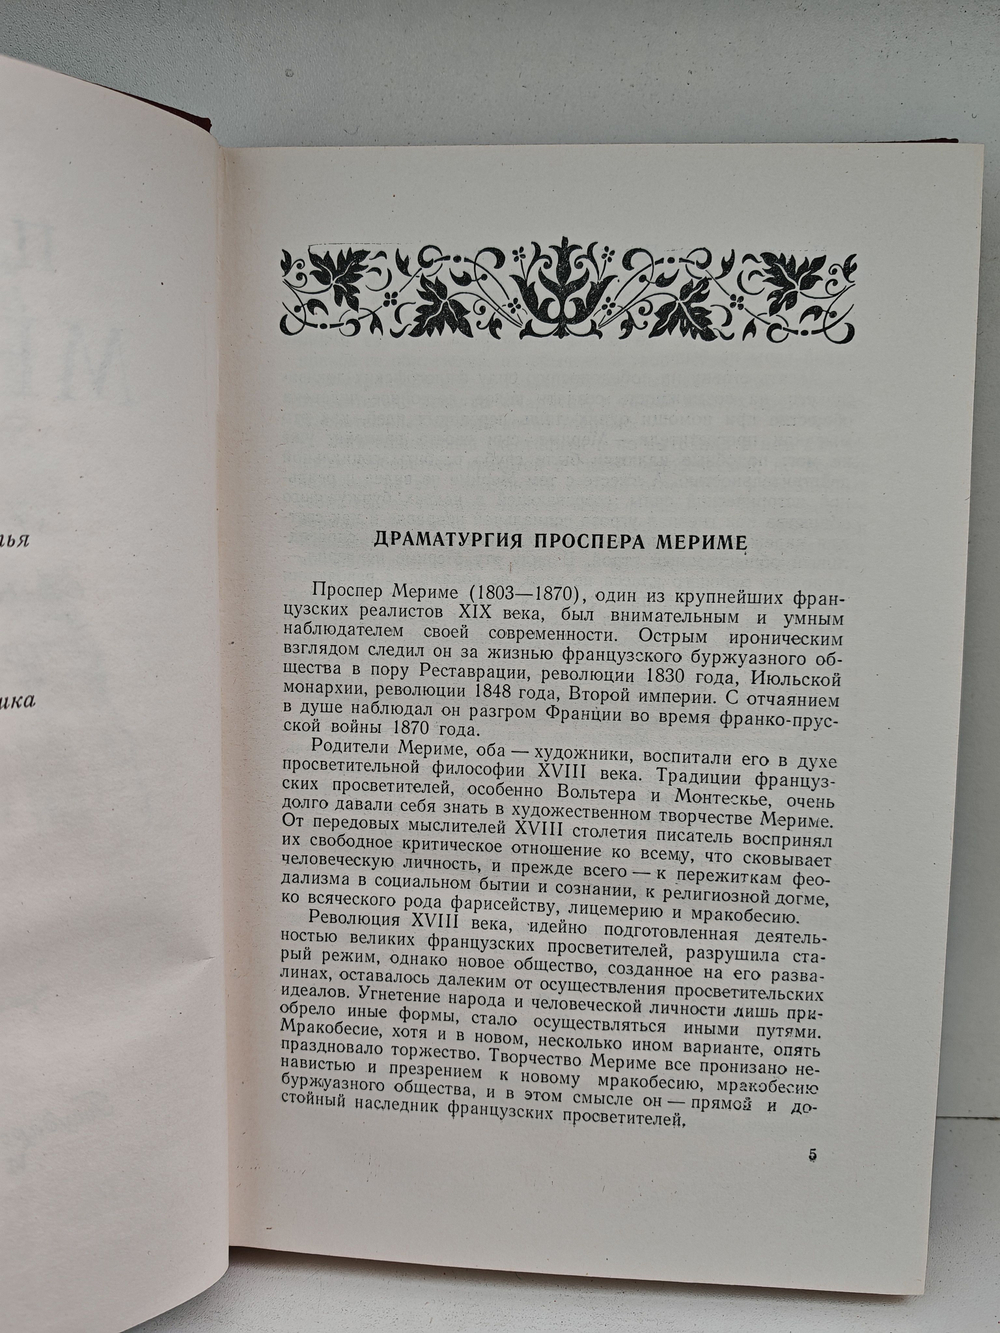 тья
ика
ДРАМАТУРГИЯ ПРОСПЕРА МЕРИМЕ
Проспер Мериме (1803—1870), один из крупнейших фран-
цузских реалистов XIX века, был внимательным и умным
наблюдателем своей современности. Острым ироническим
взглядом следил он за жизнью французского буржуазного об-
щества в пору Реставрации, революции 1830 года, Июльской
монархии, революции 1848 года, Второй империи. С отчаянием
в душе наблюдал он разгром Франции во время франко-прус-
ской войны 1870 года.
Родители Мериме, оба — художники, воспитали его в духе
просветительной философии XVIII века. Традиции француз-
ских просветителей, особенно Вольтера и Монтескье, очень
долго давали себя знать в художественном творчестве Мериме.
От передовых мыслителей XVIII столетия писатель воспринял
их свободное критическое отношение ко всему, что сковывает
человеческую личность, и прежде всего — к пережиткам фео-
дализма в социальном бытии и сознании, к религиозной догме,
ко всяческого рода фарисейству, лицемерию и мракобесию.
Революция XVIII века, идейно подготовленная деятель-
ностью великих французских просветителей, разрушила ста-
рый режим, однако новое общество, созданное на его разва-
линах, оставалось далеким от осуществления просветительских
идеалов. Угнетение народа и человеческой личности лишь при-
обрело иные формы, стало осуществляться иными путями.
Мракобесие, хотя и в новом, несколько ином варианте, опять
праздновало торжество. Творчество Мериме все пронизано не-
навистью и презрением к новому мракобесию, мракобесию
буржуазного общества, и в этом смысле он — прямой и до-
стойный наследник французских просветителей.
5